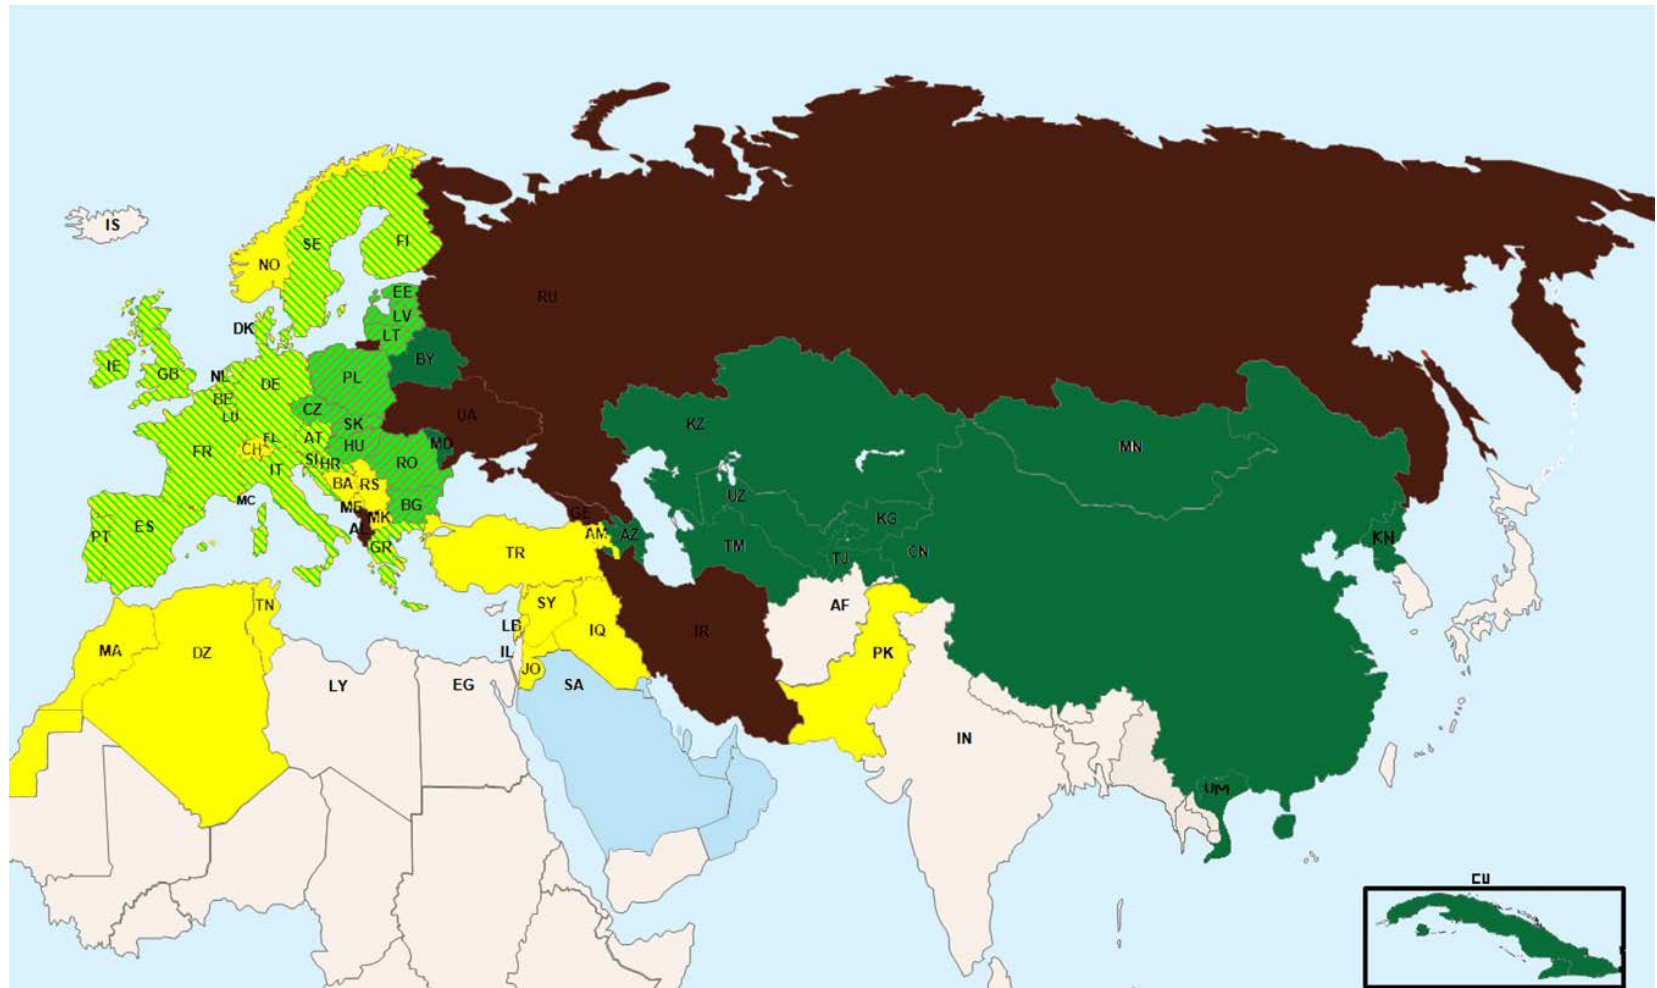 IS
SE
FI
NO
RU
EE
LV
DK
LT
BY
IE
GB
NL
DE
PL
BE
LU
CZ
UA
SK
KZ
FL
AT
HU
MD
MN
FR
CH
SI
HR
RO
IT
BA
RS
UZ
MC
ME
BG
PT
ES
MK
GE
KG
AM
AZ
GR
TR
TM
TJ
CN
KN
TN
SY
AF
LB
IQ
IR
MA
DZ
IL
PK
JO
LY
EG
SA
IN
UM
CU